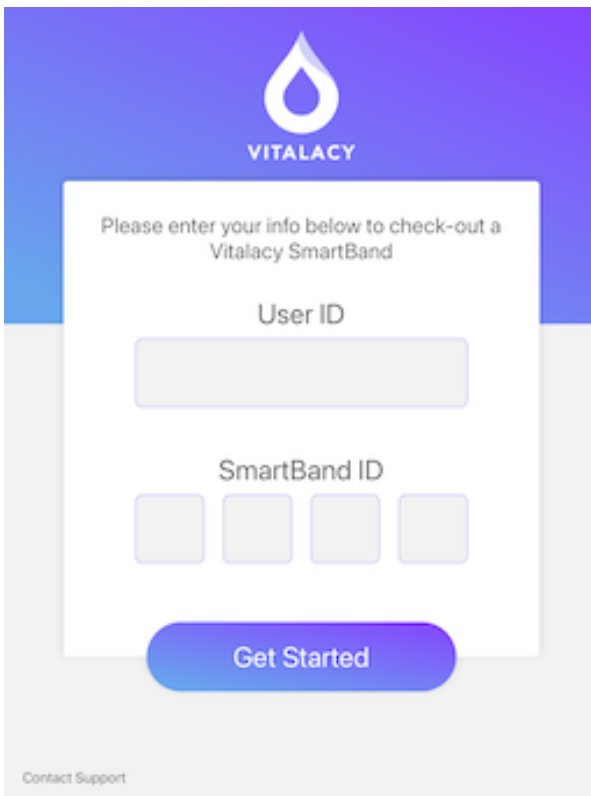 VITALACY
Please enter your info below to check-out a
Vitalacy SmartBand
User ID
SmartBand ID
Get Started
Contact Support